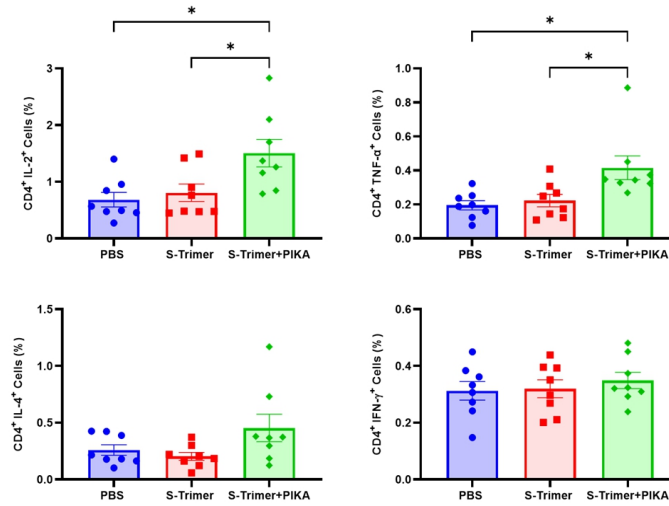 *
*
CD4⁺ IL-2⁺ Cells (%)
3
2
1
0
PBS
S-Trimer
S-Trimer+PIKA
*
*
CD4⁺ TNF-α⁺ Cells (%)
1.0
0.8
0.6
0.4
0.2
0.0
PBS
S-Trimer
S-Trimer+PIKA
CD4⁺ IL-4⁺ Cells (%)
1.5
1.0
0.5
0.0
PBS
S-Trimer
S-Trimer+PIKA
CD4⁺ IFN-γ⁺ Cells (%)
0.6
0.4
0.2
0.0
PBS
S-Trimer
S-Trimer+PIKA